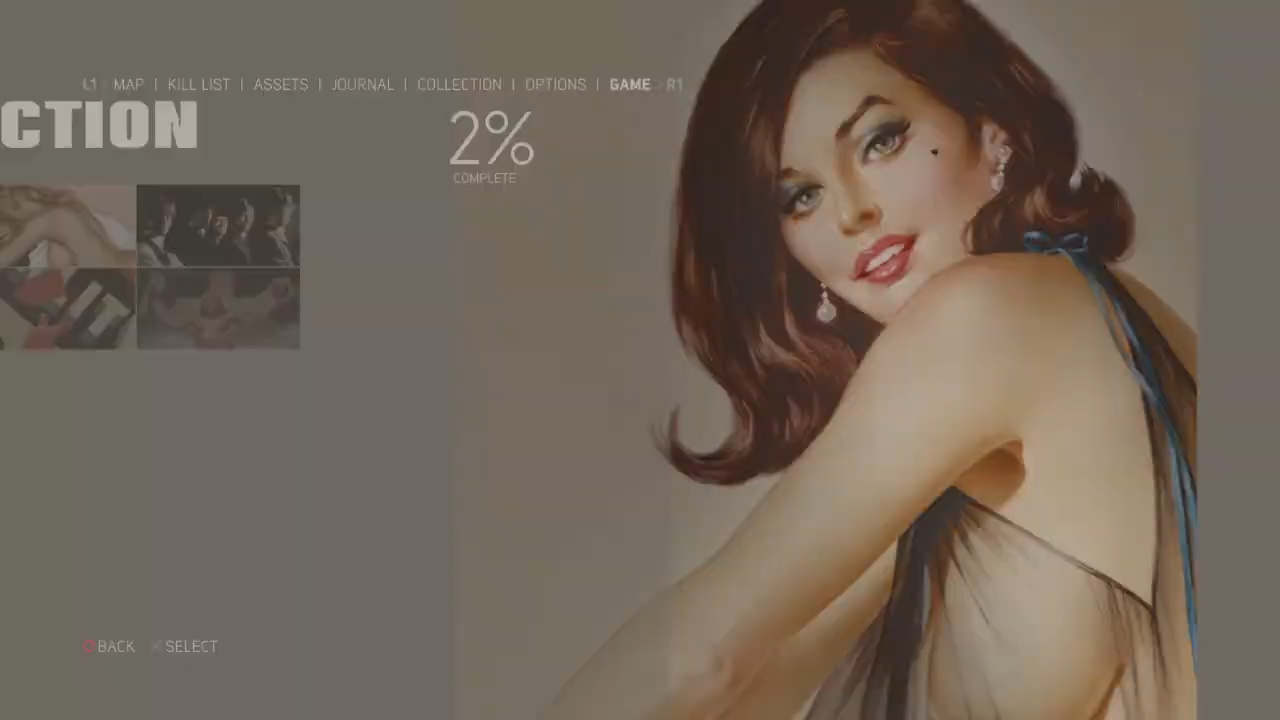 L1 MAP | KILL LIST | ASSETS | JOURNAL | COLLECTION | OPTIONS | GAME R1
CTION
2%
COMPLETE
BACK SELECT